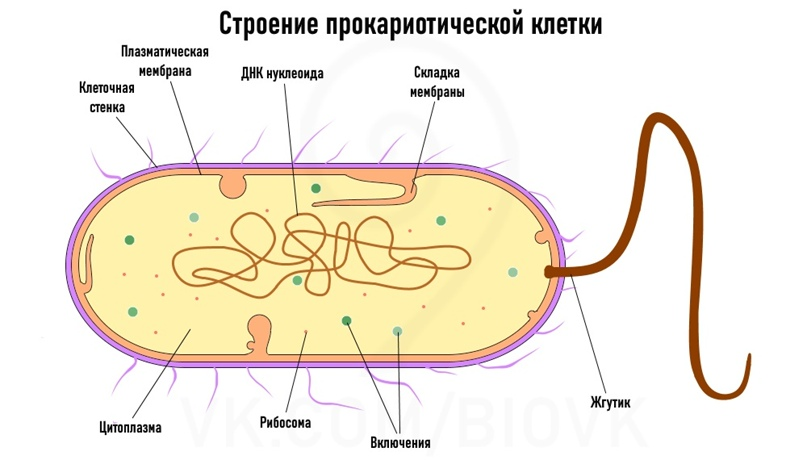 Строение прокариотической клетки
Плазматическая
мембрана
Клеточная
стенка
ДНК нуклеоида
Складка
мембраны
Цитоплазма
Рибосома
Включения
Жгутик
VK.COM/BIOVK